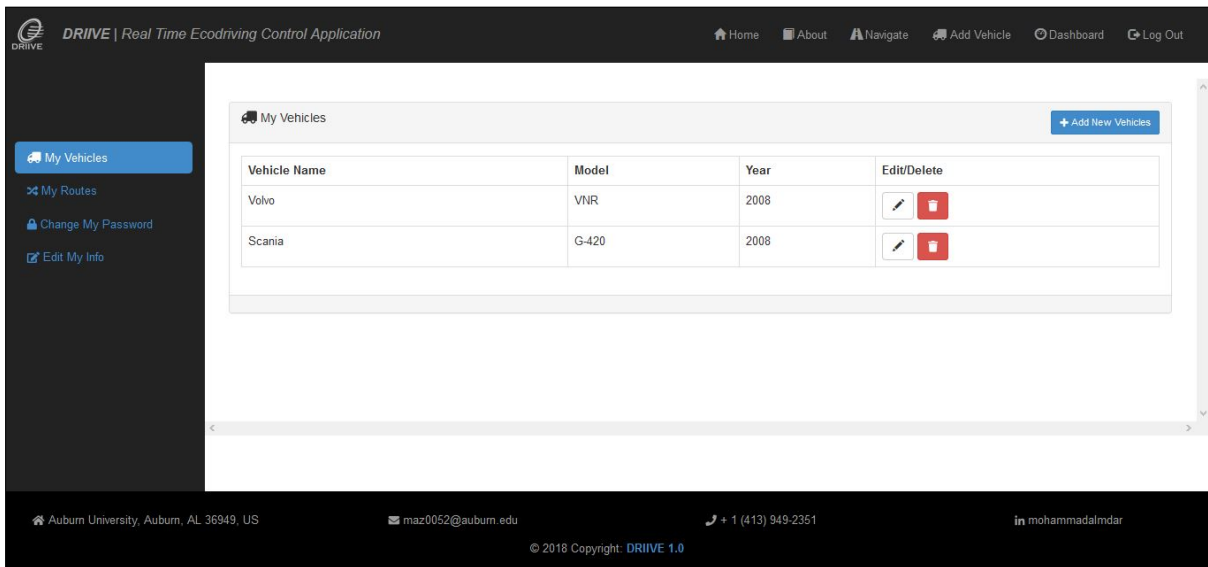 DRIIVE
DRIIVE | Real Time Ecodriving Control Application
Home About Navigate Add Vehicle Dashboard Log Out
My Vehicles
My Routes
Change My Password
Edit My Info
My Vehicles
+ Add New Vehicles
Vehicle Name Model Year Edit/Delete
Volvo VNR 2008
Scania G-420 2008
Auburn University, Auburn, AL 36949, US maz0052@auburn.edu + 1 (413) 949-2351 in mohammadalmdar
© 2018 Copyright: DRIIVE 1.0